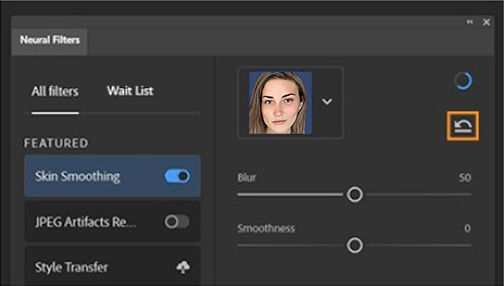 Neural Filters
All filters
Wait List
FEATURED
Skin Smoothing
JPEG Artifacts Re...
Style Transfer
Blur
50
Smoothness
0